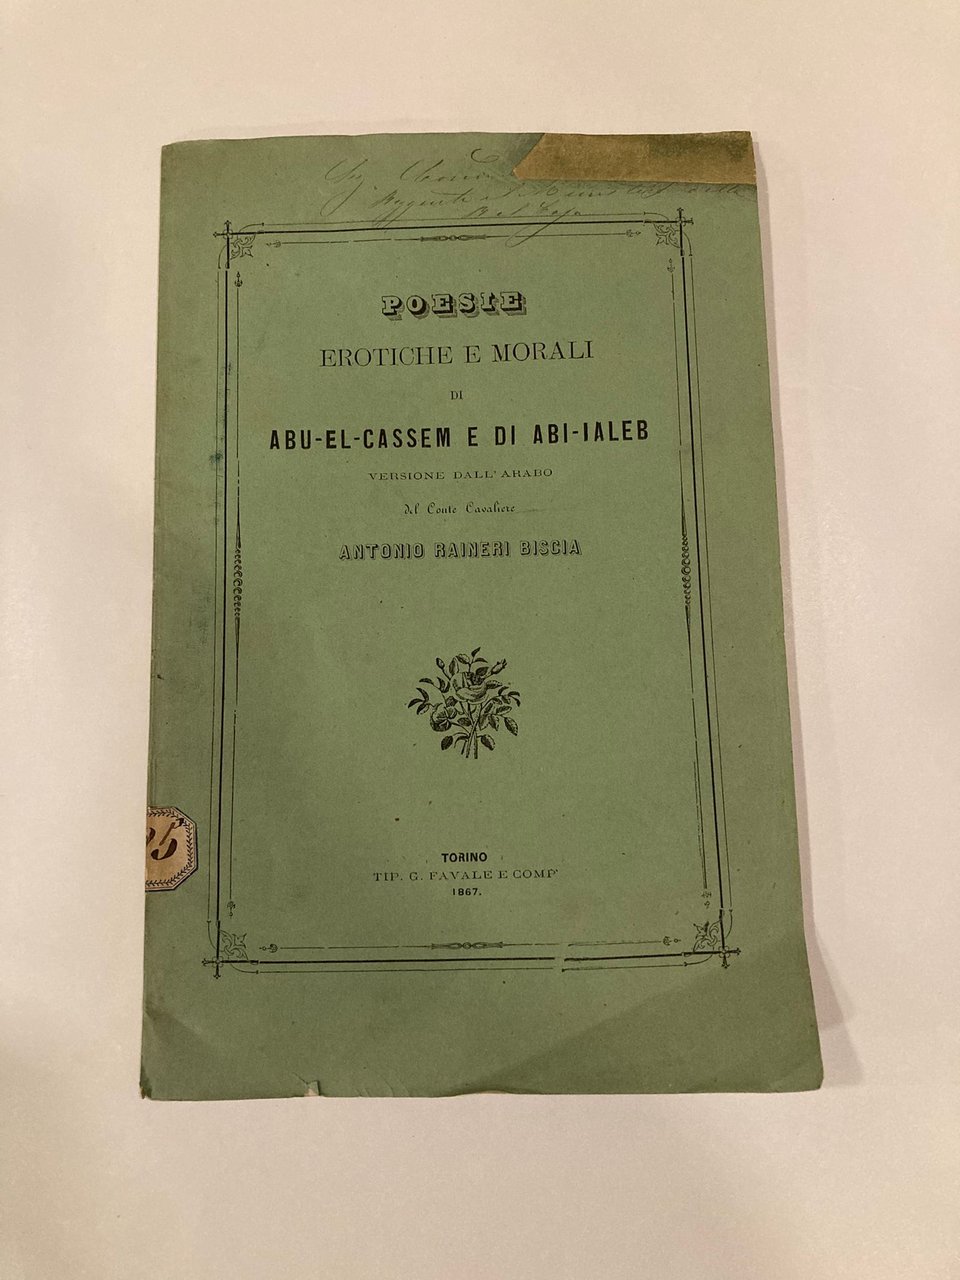 POESIE
EROTICHE E MORALI
DI
ABU-EL-CASSEM E DI ABI-IALEB
VERSIONE DALL'ARABO
del Conte Cavaliere
ANTONIO RAINERI BISCIA
25
TORINO
TIP. G. FAVALE E COMP.
1867.